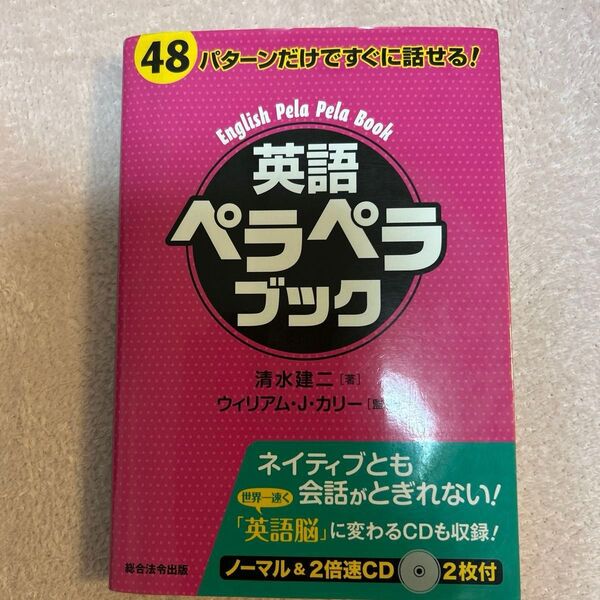 48パターンだけですぐに話せる!
English Pela Pela Book
英語
ペラペラ
ブック
清水建二[著]
ウィリアム・J・カリー[監
ネイティブとも
会話がとぎれない!
世界一速く
「英語脳」に変わるCDも収録!
ノーマル&2倍速CD 2枚付
総合法令出版